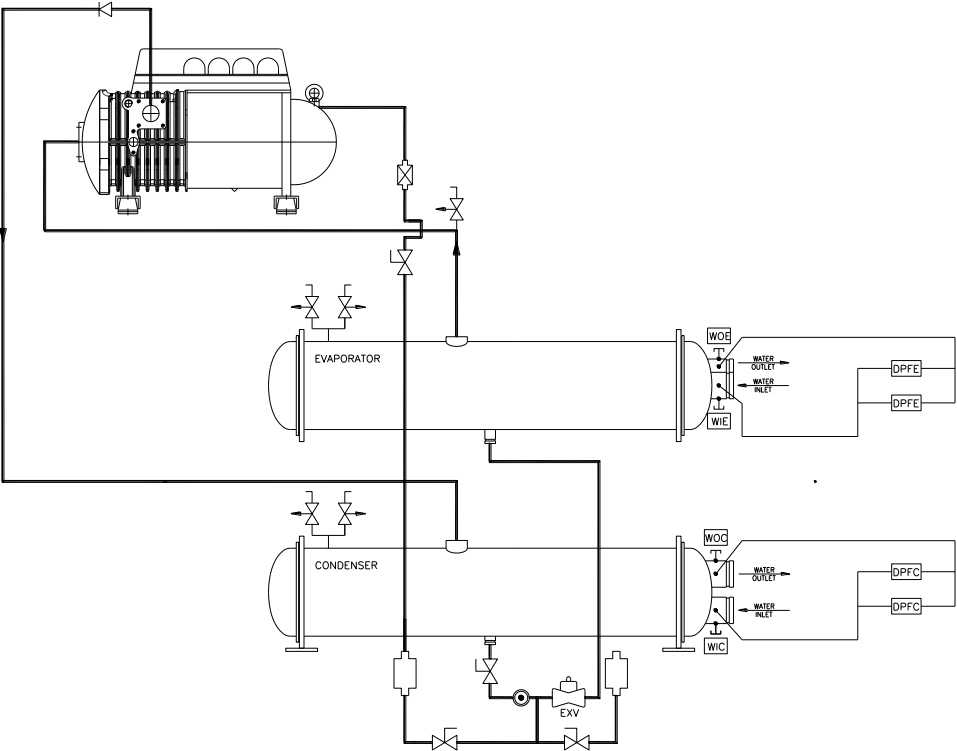 WOE
EVAPORATOR
WATER
OUTLET
DPFE
WATER
INLET
DPFE
WIE
WOC
CONDENSER
WATER
OUTLET
DPFC
WATER
INLET
DPFC
WIC
EXV